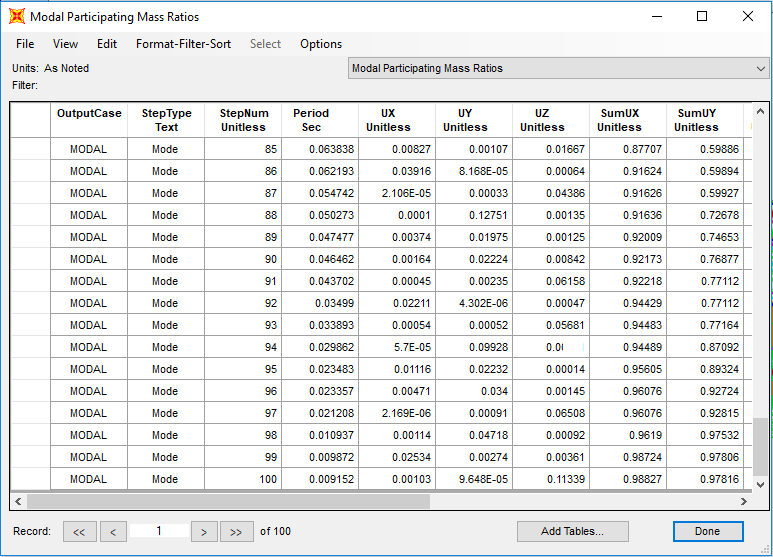 Modal Participating Mass Ratios
File View Edit Format-Filter-Sort Select Options
Units: As Noted Modal Participating Mass Ratios
Filter:
OutputCase StepType StepNum Period UX UY UZ SumUX SumUY
Text Unitless Sec Unitless Unitless Unitless Unitless Unitless
MODAL Mode 85 0.063838 0.00827 0.00107 0.01667 0.87707 0.59886
MODAL Mode 86 0.062193 0.03916 8.168E-05 0.00064 0.91624 0.59894
MODAL Mode 87 0.054742 2.106E-05 0.00033 0.04386 0.91626 0.59927
MODAL Mode 88 0.050273 0.0001 0.12751 0.00135 0.91636 0.72678
MODAL Mode 89 0.047477 0.00374 0.01975 0.00125 0.92009 0.74653
MODAL Mode 90 0.046462 0.00164 0.02224 0.00842 0.92173 0.76877
MODAL Mode 91 0.043702 0.00045 0.00235 0.06158 0.92218 0.77112
MODAL Mode 92 0.03499 0.02211 4.302E-06 0.00047 0.94429 0.77112
MODAL Mode 93 0.033893 0.00054 0.00052 0.05681 0.94483 0.77164
MODAL Mode 94 0.029862 5.7E-05 0.09928 0.94489 0.87092
MODAL Mode 95 0.023483 0.01116 0.02232 0.00014 0.95605 0.89324
MODAL Mode 96 0.023357 0.00471 0.034 0.00145 0.96076 0.92724
MODAL Mode 97 0.021208 2.169E-06 0.00091 0.06508 0.96076 0.92815
MODAL Mode 98 0.010937 0.00114 0.04718 0.00092 0.9619 0.97532
MODAL Mode 99 0.009872 0.02534 0.00274 0.00361 0.98724 0.97806
MODAL Mode 100 0.009152 0.00103 9.648E-05 0.11339 0.98827 0.97816
Record: << < 1 > >> of 100 Add Tables... Done